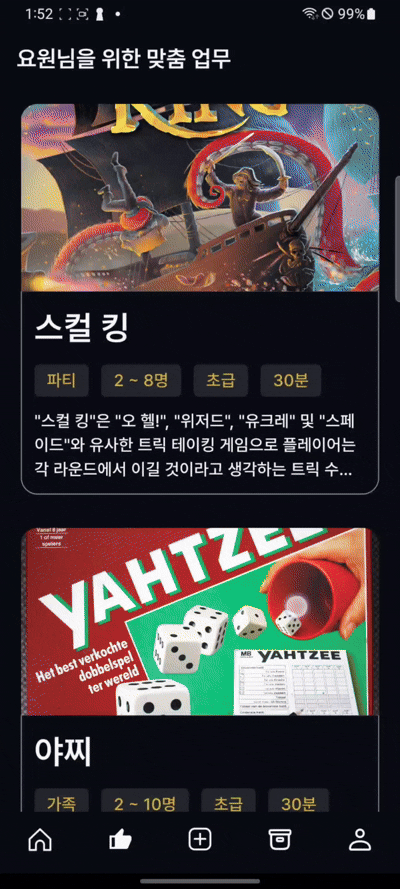 1:52
99%
요원님을 위한 맞춤 업무
KING
스컬 킹
파티
2 ~ 8명
초급
30분
"스컬 킹"은 "오 헬!", "위저드", "유크레" 및 "스페
이드"와 유사한 트릭 테이킹 게임으로 플레이어는
각 라운드에서 이길 것이라고 생각하는 트릭 수...
Vanaf 8 jaar
1 of meer
spelers
YAHTZEE
Het best verkochte
dobbelspel
ter wereld
MB YAHTZEE
야찌
가족
2 ~ 10명
초급
30분